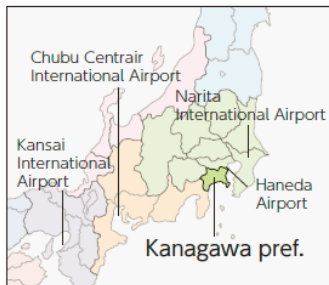 Chubu Centrair
International Airport
Narita
International Airport
Kansai
International
Airport
Haneda
Airport
Kanagawa pref.